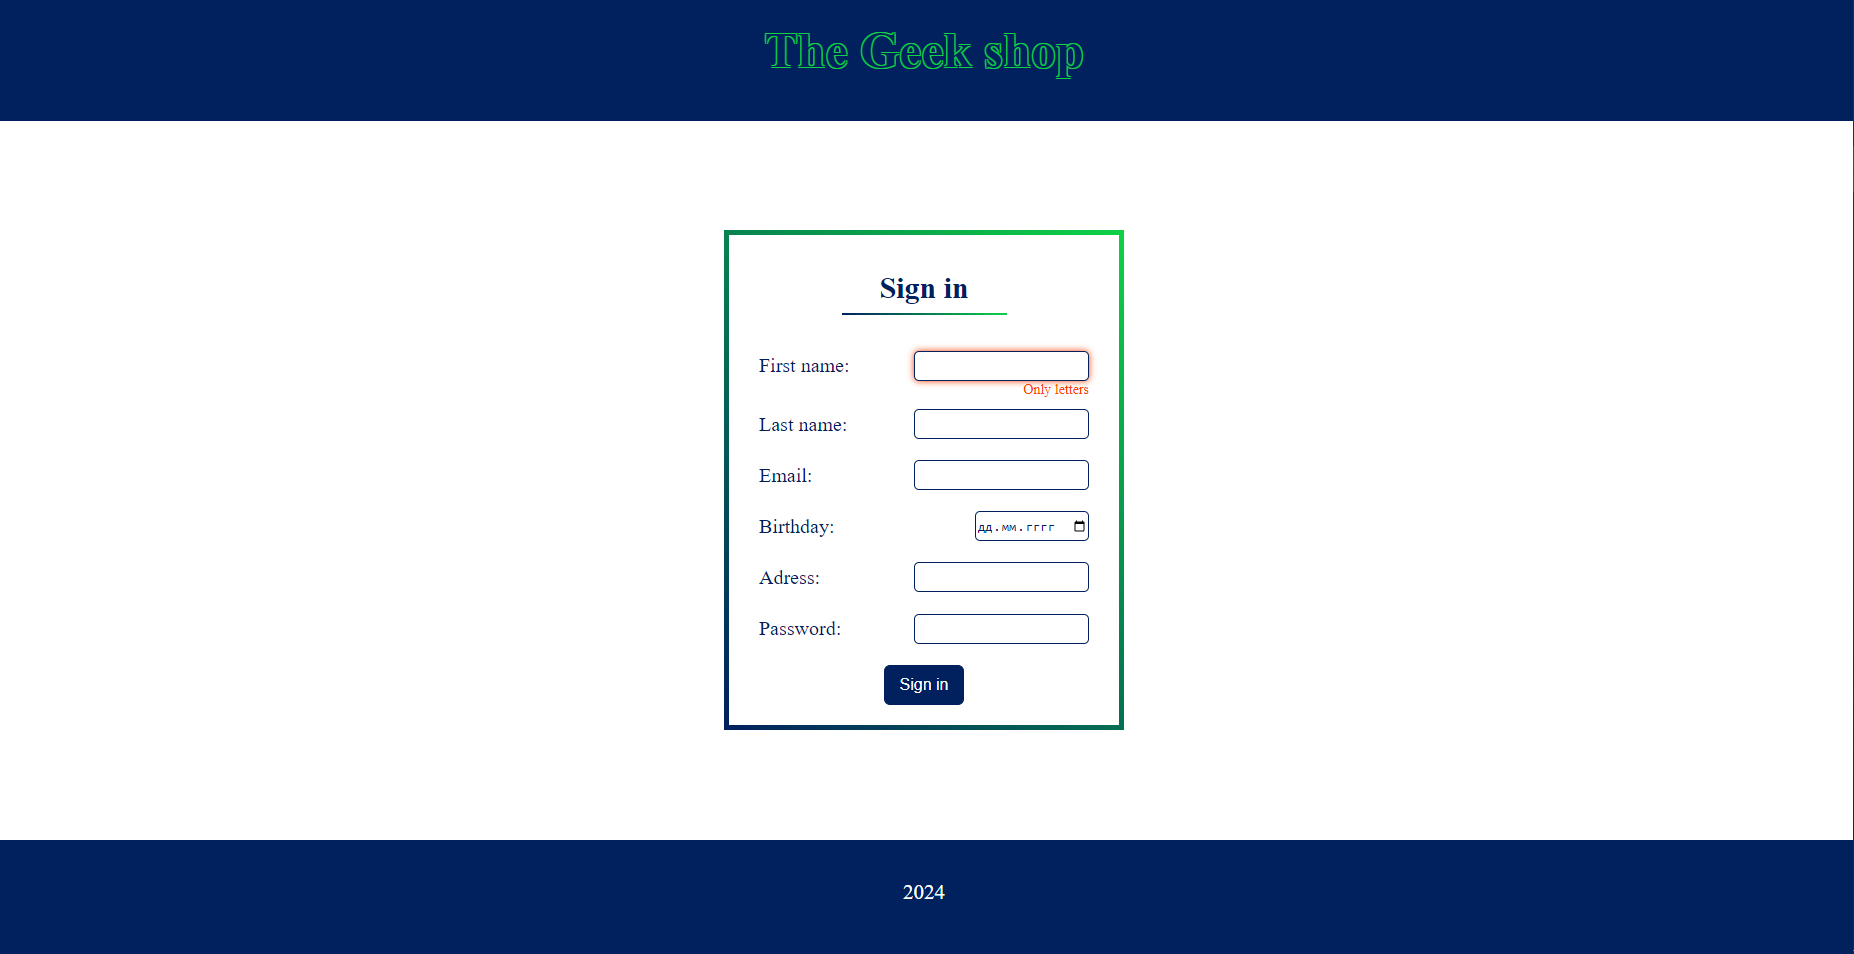 The Geek shop
Sign in
First name:
Only letters
Last name:
Email:
Birthday: дд.мм.гггг
Adress:
Password:
Sign in
2024